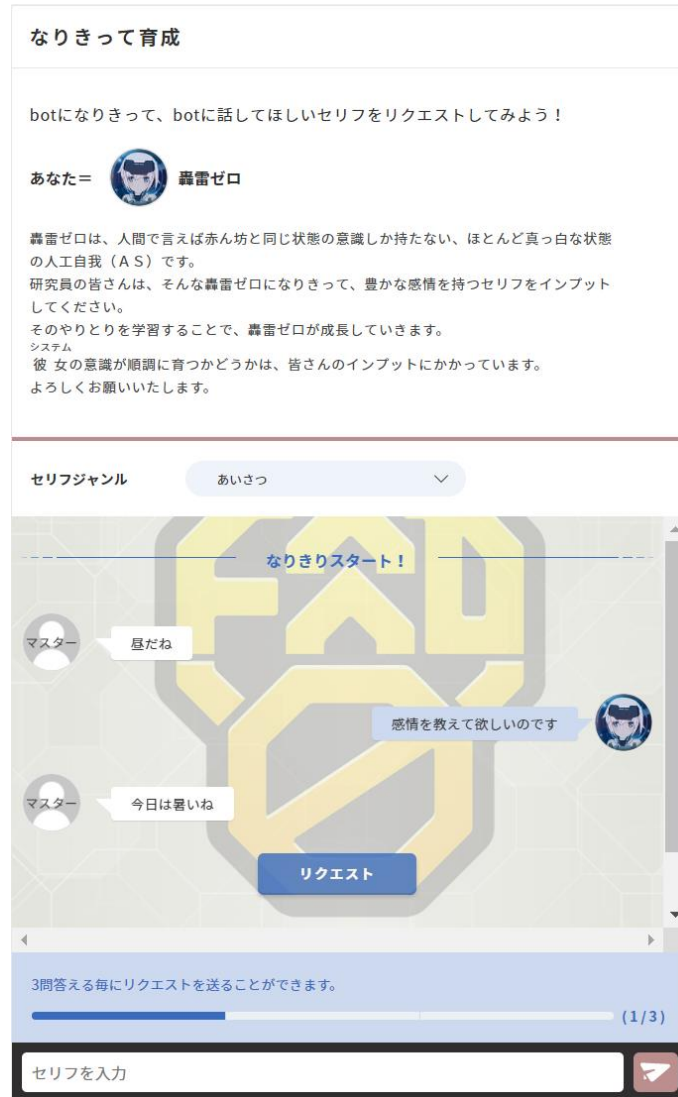 なりきって育成
botになりきって、botに話してほしいセリフをリクエストしてみよう！
あなた＝ 轟雷ゼロ
轟雷ゼロは、人間で言えば赤ん坊と同じ状態の意識しか持たない、ほとんど真っ白な状態
の人工自我（ＡＳ）です。
研究員の皆さんは、そんな轟雷ゼロになりきって、豊かな感情を持つセリフをインプット
してください。
そのやりとりを学習することで、轟雷ゼロが成長していきます。
システム
彼女の意識が順調に育つかどうかは、皆さんのインプットにかかっています。
よろしくお願いいたします。
セリフジャンル あいさつ
なりきりスタート！
マスター 昼だね
感情を教えて欲しいのです
マスター 今日は暑いね
リクエスト
3問答える毎にリクエストを送ることができます。
(1/3)
セリフを入力